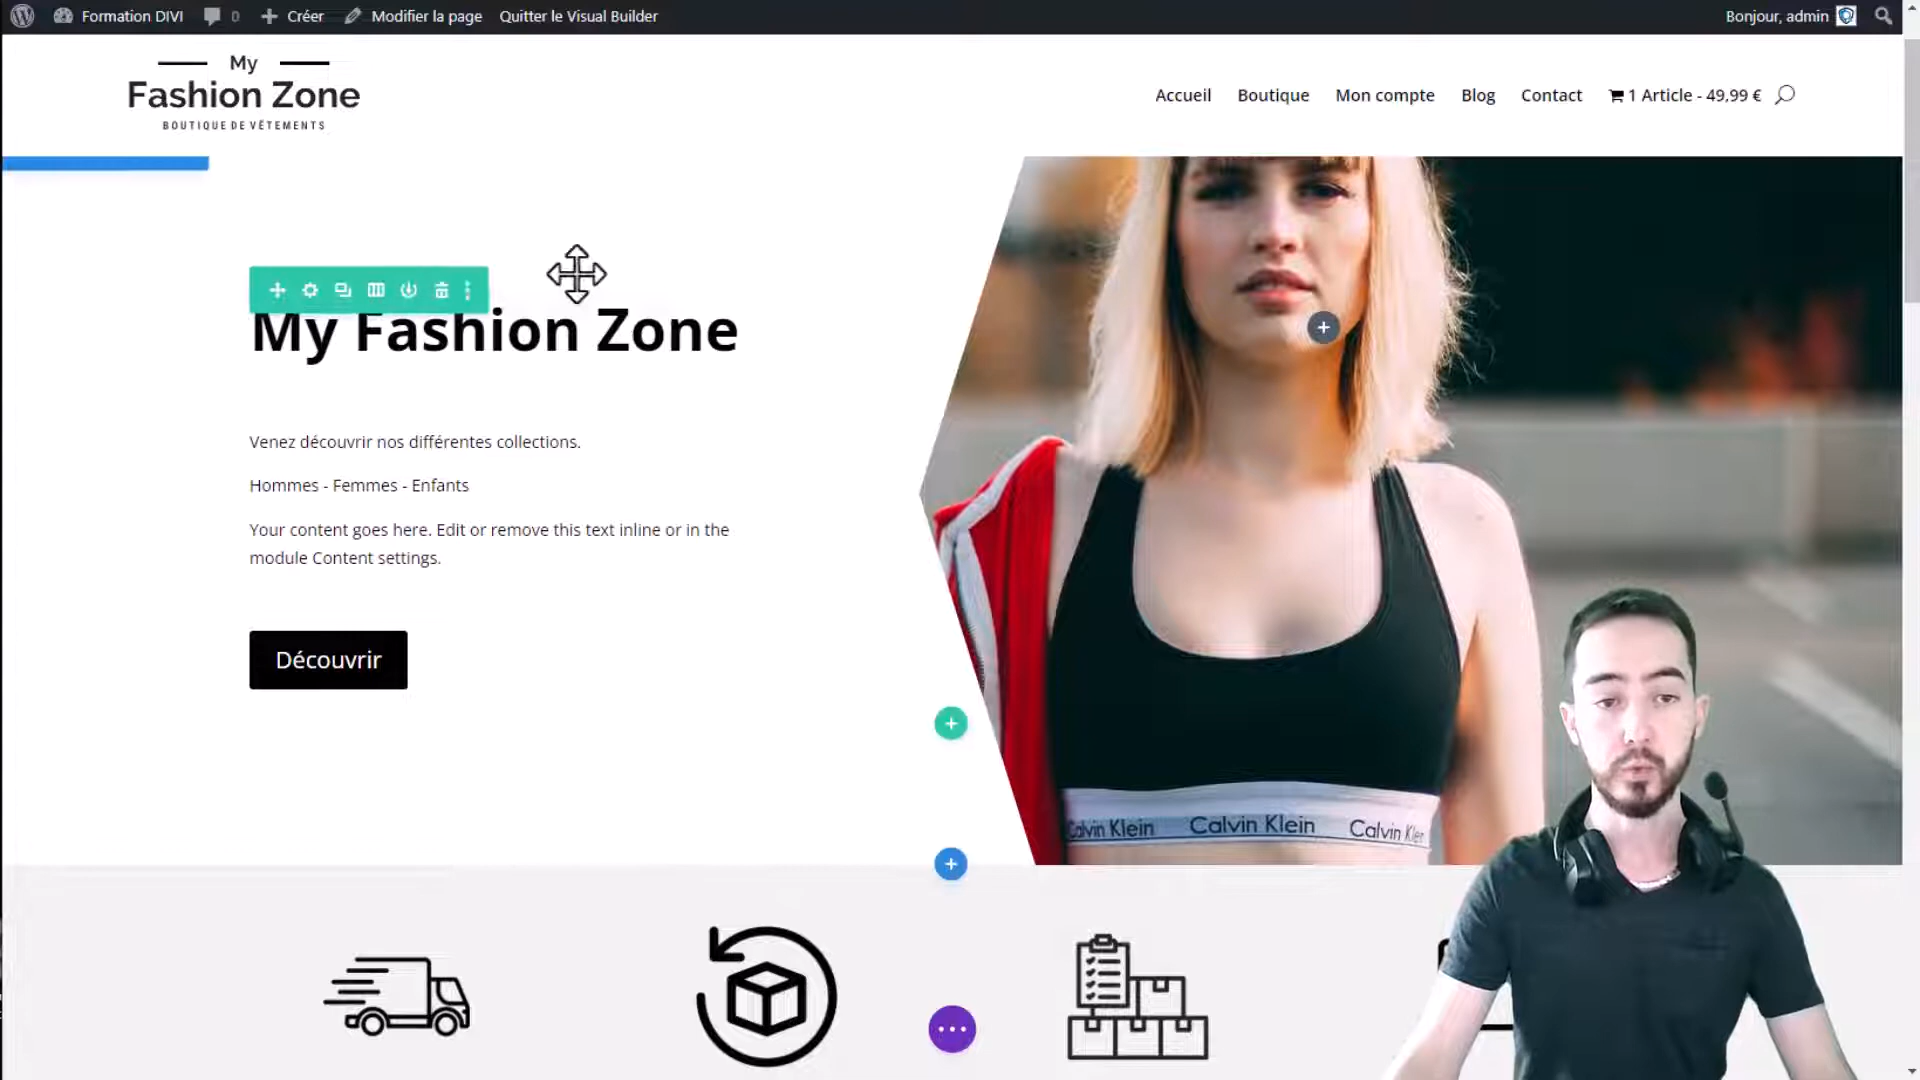 Formation DIVI 0 Créer Modifier la page Quitter le Visual Builder Bonjour, admin
My
Fashion Zone
BOUTIQUE DE VÊTEMENTS
Accueil Boutique Mon compte Blog Contact 1 Article - 49,99 €
My Fashion Zone
Venez découvrir nos différentes collections.
Hommes - Femmes - Enfants
Your content goes here. Edit or remove this text inline or in the
module Content settings.
Découvrir
Calvin Klein Calvin Klein Calvin Klein